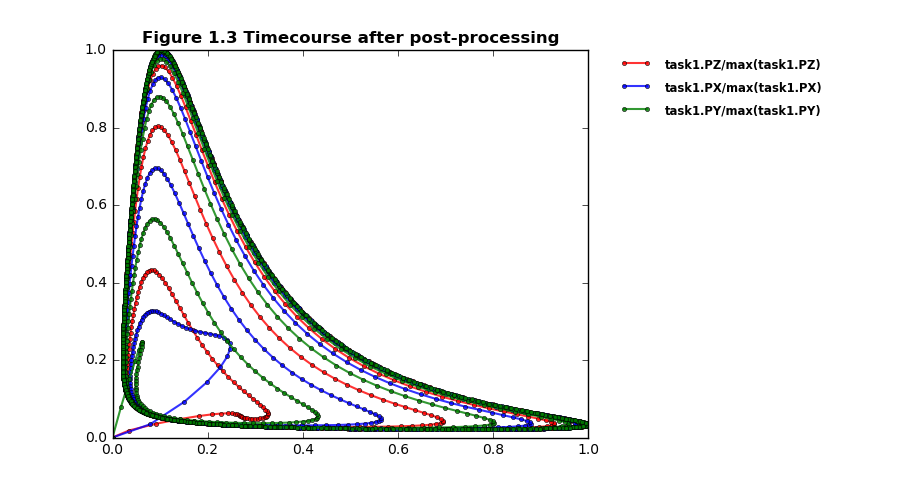 Figure 1.3 Timecourse after post-processing
1.0
0.8
0.6
0.4
0.2
0.0
0.0 0.2 0.4 0.6 0.8 1.0
task1.PZ/max(task1.PZ)
task1.PX/max(task1.PX)
task1.PY/max(task1.PY)